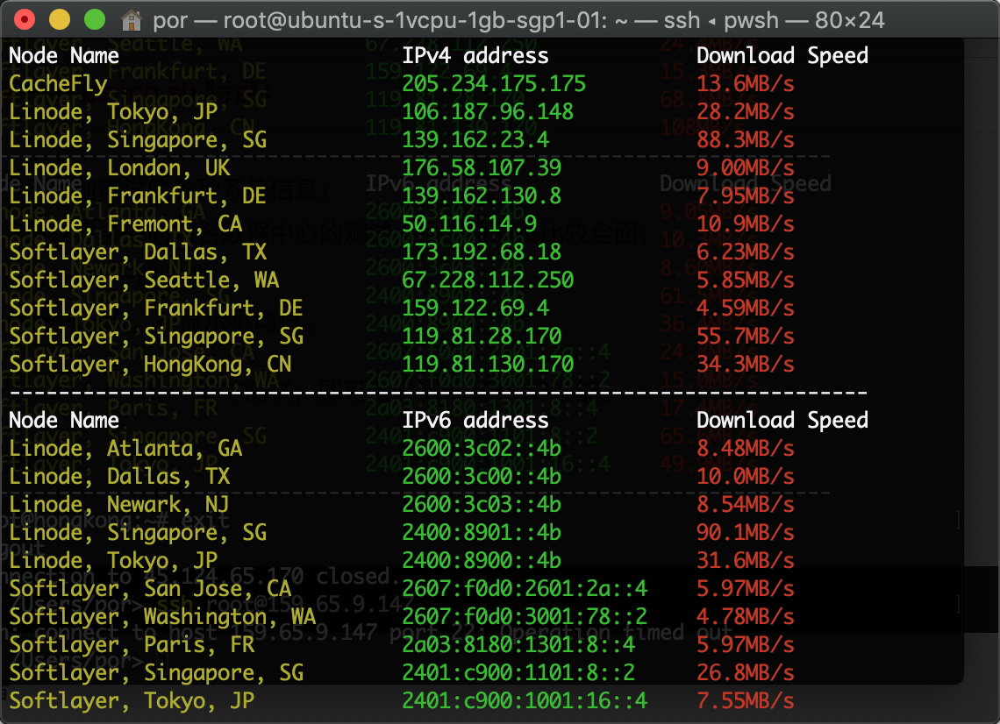 por — root@ubuntu-s-1vcpu-1gb-sgp1-01: ~ — ssh ◂ pwsh — 80×24
Node Name IPv4 address Download Speed
CacheFly 205.234.175.175 13.6MB/s
Linode, Tokyo, JP 106.187.96.148 28.2MB/s
Linode, Singapore, SG 139.162.23.4 88.3MB/s
Linode, London, UK 176.58.107.39 9.00MB/s
Linode, Frankfurt, DE 139.162.130.8 7.95MB/s
Linode, Fremont, CA 50.116.14.9 10.9MB/s
Softlayer, Dallas, TX 173.192.68.18 6.23MB/s
Softlayer, Seattle, WA 67.228.112.250 5.85MB/s
Softlayer, Frankfurt, DE 159.122.69.4 4.59MB/s
Softlayer, Singapore, SG 119.81.28.170 55.7MB/s
Softlayer, HongKong, CN 119.81.130.170 34.3MB/s
----------------------------------------------------------------------
Node Name IPv6 address Download Speed
Linode, Atlanta, GA 2600:3c02::4b 8.48MB/s
Linode, Dallas, TX 2600:3c00::4b 10.0MB/s
Linode, Newark, NJ 2600:3c03::4b 8.54MB/s
Linode, Singapore, SG 2400:8901::4b 90.1MB/s
Linode, Tokyo, JP 2400:8900::4b 31.6MB/s
Softlayer, San Jose, CA 2607:f0d0:2601:2a::4 5.97MB/s
Softlayer, Washington, WA 2607:f0d0:3001:78::2 4.78MB/s
Softlayer, Paris, FR 2a03:8180:1301:8::4 5.97MB/s
Softlayer, Singapore, SG 2401:c900:1101:8::2 26.8MB/s
Softlayer, Tokyo, JP 2401:c900:1001:16::4 7.55MB/s